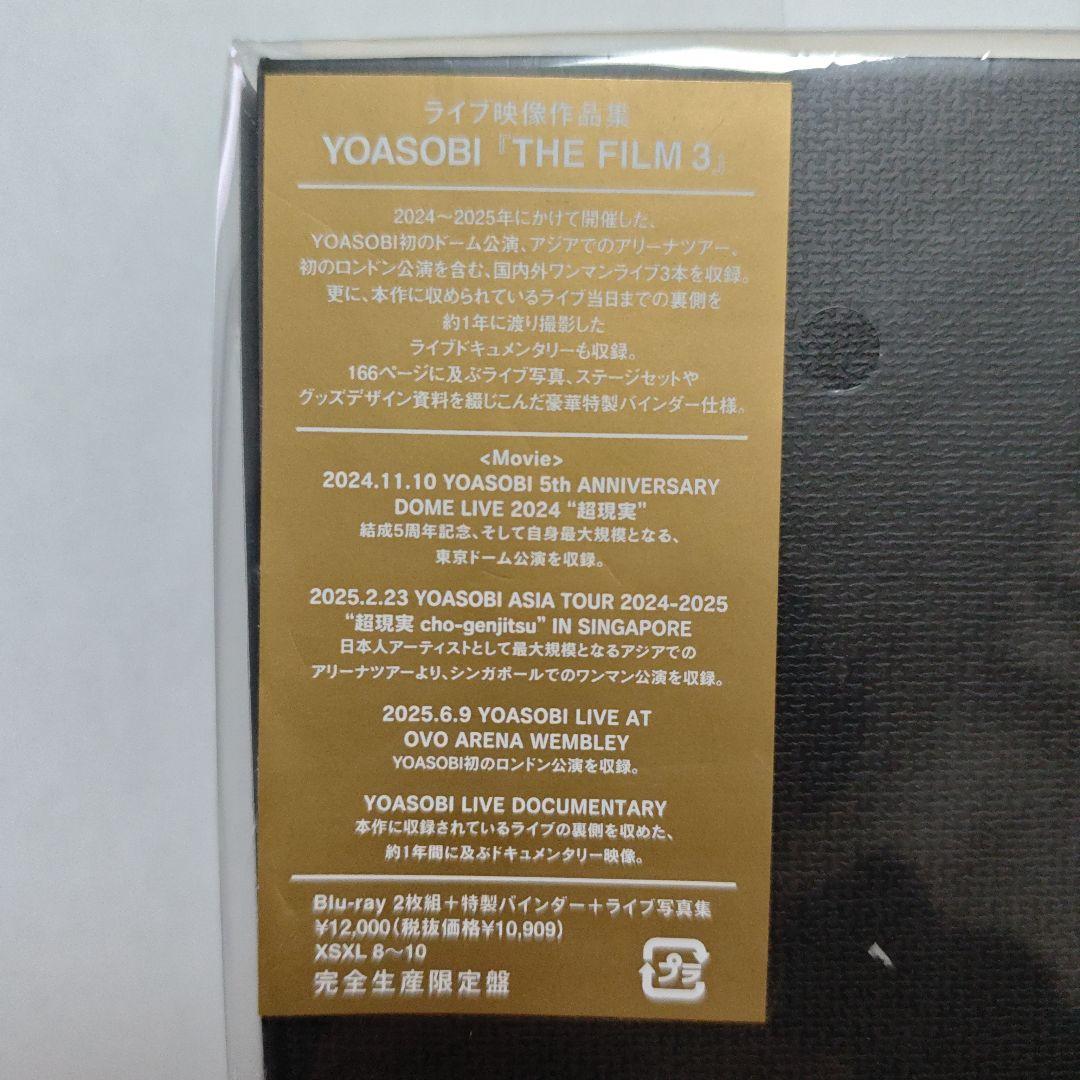 ライブ映像作品集
YOASOBI『THE FILM 3』
2024～2025年にかけて開催した、
YOASOBI初のドーム公演、アジアでのアリーナツアー、
初のロンドン公演を含む、国内外ワンマンライブ3本を収録。
更に、本作に収められているライブ当日までの裏側を
約1年に渡り撮影した
ライブドキュメンタリーも収録。
166ページに及ぶライブ写真、ステージセットや
グッズデザイン資料を綴じこんだ豪華特製バインダー仕様。
<Movie>
2024.11.10 YOASOBI 5th ANNIVERSARY
DOME LIVE 2024 “超現実”
結成5周年記念、そして自身最大規模となる、
東京ドーム公演を収録。
2025.2.23 YOASOBI ASIA TOUR 2024-2025
“超現実 cho-genjitsu” IN SINGAPORE
日本人アーティストとして最大規模となるアジアでの
アリーナツアーより、シンガポールでのワンマン公演を収録。
2025.6.9 YOASOBI LIVE AT
OVO ARENA WEMBLEY
YOASOBI初のロンドン公演を収録。
YOASOBI LIVE DOCUMENTARY
本作に収録されているライブの裏側を収めた、
約1年間に及ぶドキュメンタリー映像。
Blu-ray 2枚組＋特製バインダー＋ライブ写真集
¥12,000（税抜価格¥10,909）
XSXL 8～10
完全生産限定盤
プラ